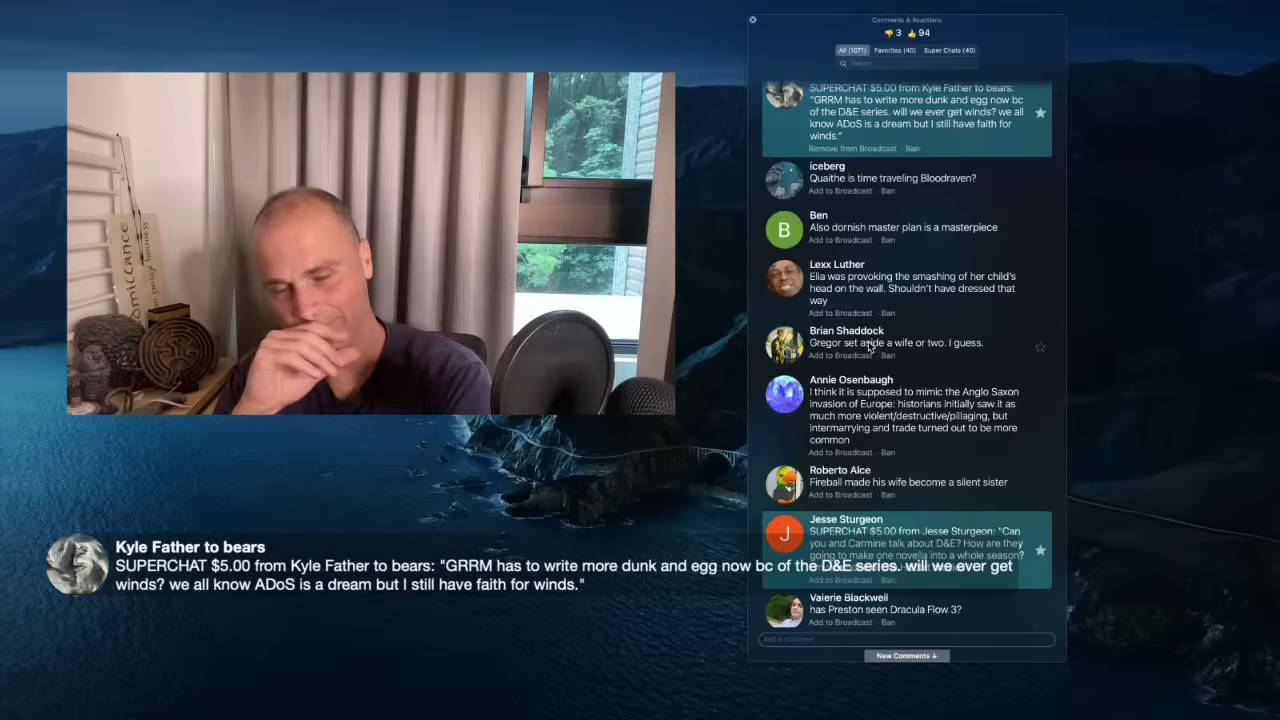 Comments & Reactions
👎 3 👍 94
All (1071) Favorites (40) Super Chats (40)
Search
SUPERCHAT $5.00 from Kyle Father to bears:
"GRRM has to write more dunk and egg now bc
of the D&E series. will we ever get winds? we all
know ADoS is a dream but I still have faith for
winds."
Remove from Broadcast · Ban
iceberg
Quaithe is time traveling Bloodraven?
Add to Broadcast · Ban
Ben
Also dornish master plan is a masterpiece
Add to Broadcast · Ban
Lexx Luther
Elia was provoking the smashing of her child's
head on the wall. Shouldn't have dressed that
way
Add to Broadcast · Ban
Brian Shaddock
Gregor set aside a wife or two. I guess.
Add to Broadcast · Ban
Annie Osenbaugh
I think it is supposed to mimic the Anglo Saxon
invasion of Europe: historians initially saw it as
much more violent/destructive/pillaging, but
intermarrying and trade turned out to be more
common
Add to Broadcast · Ban
Roberto Alce
Fireball made his wife become a silent sister
Add to Broadcast · Ban
Jesse Sturgeon
SUPERCHAT $5.00 from Jesse Sturgeon: "Can
you and Carmine talk about D&E? How are they
going to make one novella into a whole season?
Add to Broadcast · Ban
Valerie Blackwell
has Preston seen Dracula Flow 3?
Add to Broadcast · Ban
Add a comment
New Comments ↓
B
J
Kyle Father to bears
SUPERCHAT $5.00 from Kyle Father to bears: "GRRM has to write more dunk and egg now bc of the D&E series. will we ever get
winds? we all know ADoS is a dream but I still have faith for winds."